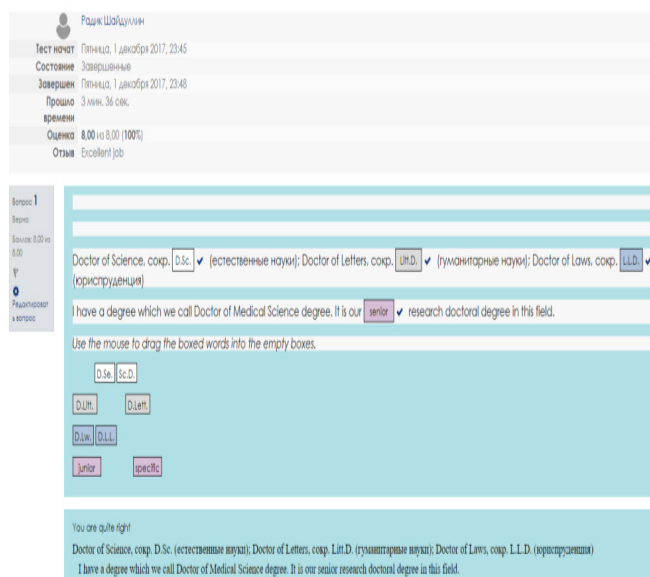 Радик Шайдуллин
Тест начат Пятница, 1 декабря 2017, 23:45
Состояние Завершенные
Завершен Пятница, 1 декабря 2017, 23:48
Прошло 3 мин. 36 сек.
времени
Оценка 8,00 из 8,00 (100%)
Отзыв Excellent job
Вопрос 1
Верно
Баллов: 8,00 из
8,00
Редактироват
ь вопрос
Doctor of Science, сокр. D.Sc. ✔ (естественные науки); Doctor of Letters, сокр. Litt.D. ✔ (гуманитарные науки); Doctor of Laws, сокр. L.L.D. ✔
(юриспруденция)
I have a degree which we call Doctor of Medical Science degree. It is our senior ✔ research doctoral degree in this field.
Use the mouse to drag the boxed words into the empty boxes.
D.Se. Sc.D.
D.Litt. D.Lett.
D.Lw. D.L.L.
junior specific
You are quite right
Doctor of Science, сокр. D.Sc. (естественные науки); Doctor of Letters, сокр. Litt.D. (гуманитарные науки); Doctor of Laws, сокр. L.L.D. (юриспруденция)
I have a degree which we call Doctor of Medical Science degree. It is our senior research doctoral degree in this field.